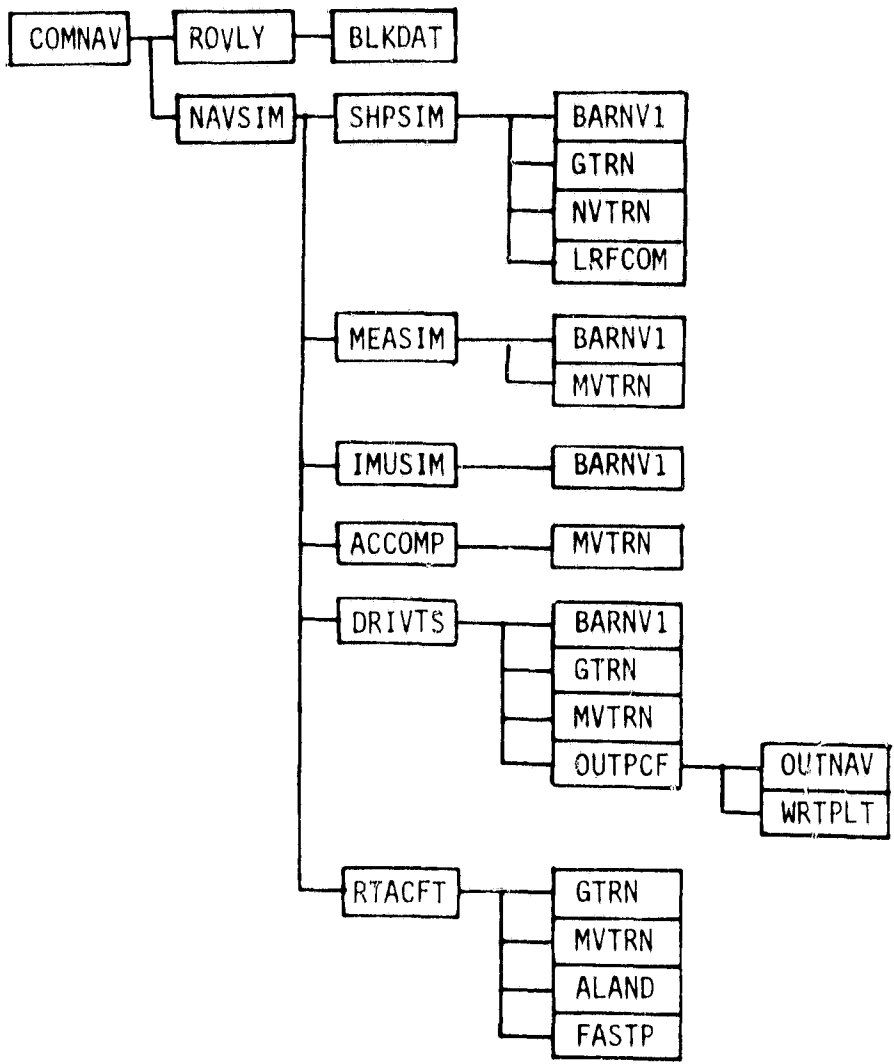 COMNAV ROVLY BLKDAT
NAVSIM SHPSIM BARNV1
GTRN
NVTRN
LRFCOM
MEASIM BARNV1
MVTRN
IMUSIM BARNV1
ACCOMP MVTRN
DRIVTS BARNV1
GTRN
MVTRN
OUTPCF OUTNAV
WRTPLT
RTACFT GTRN
MVTRN
ALAND
FASTP